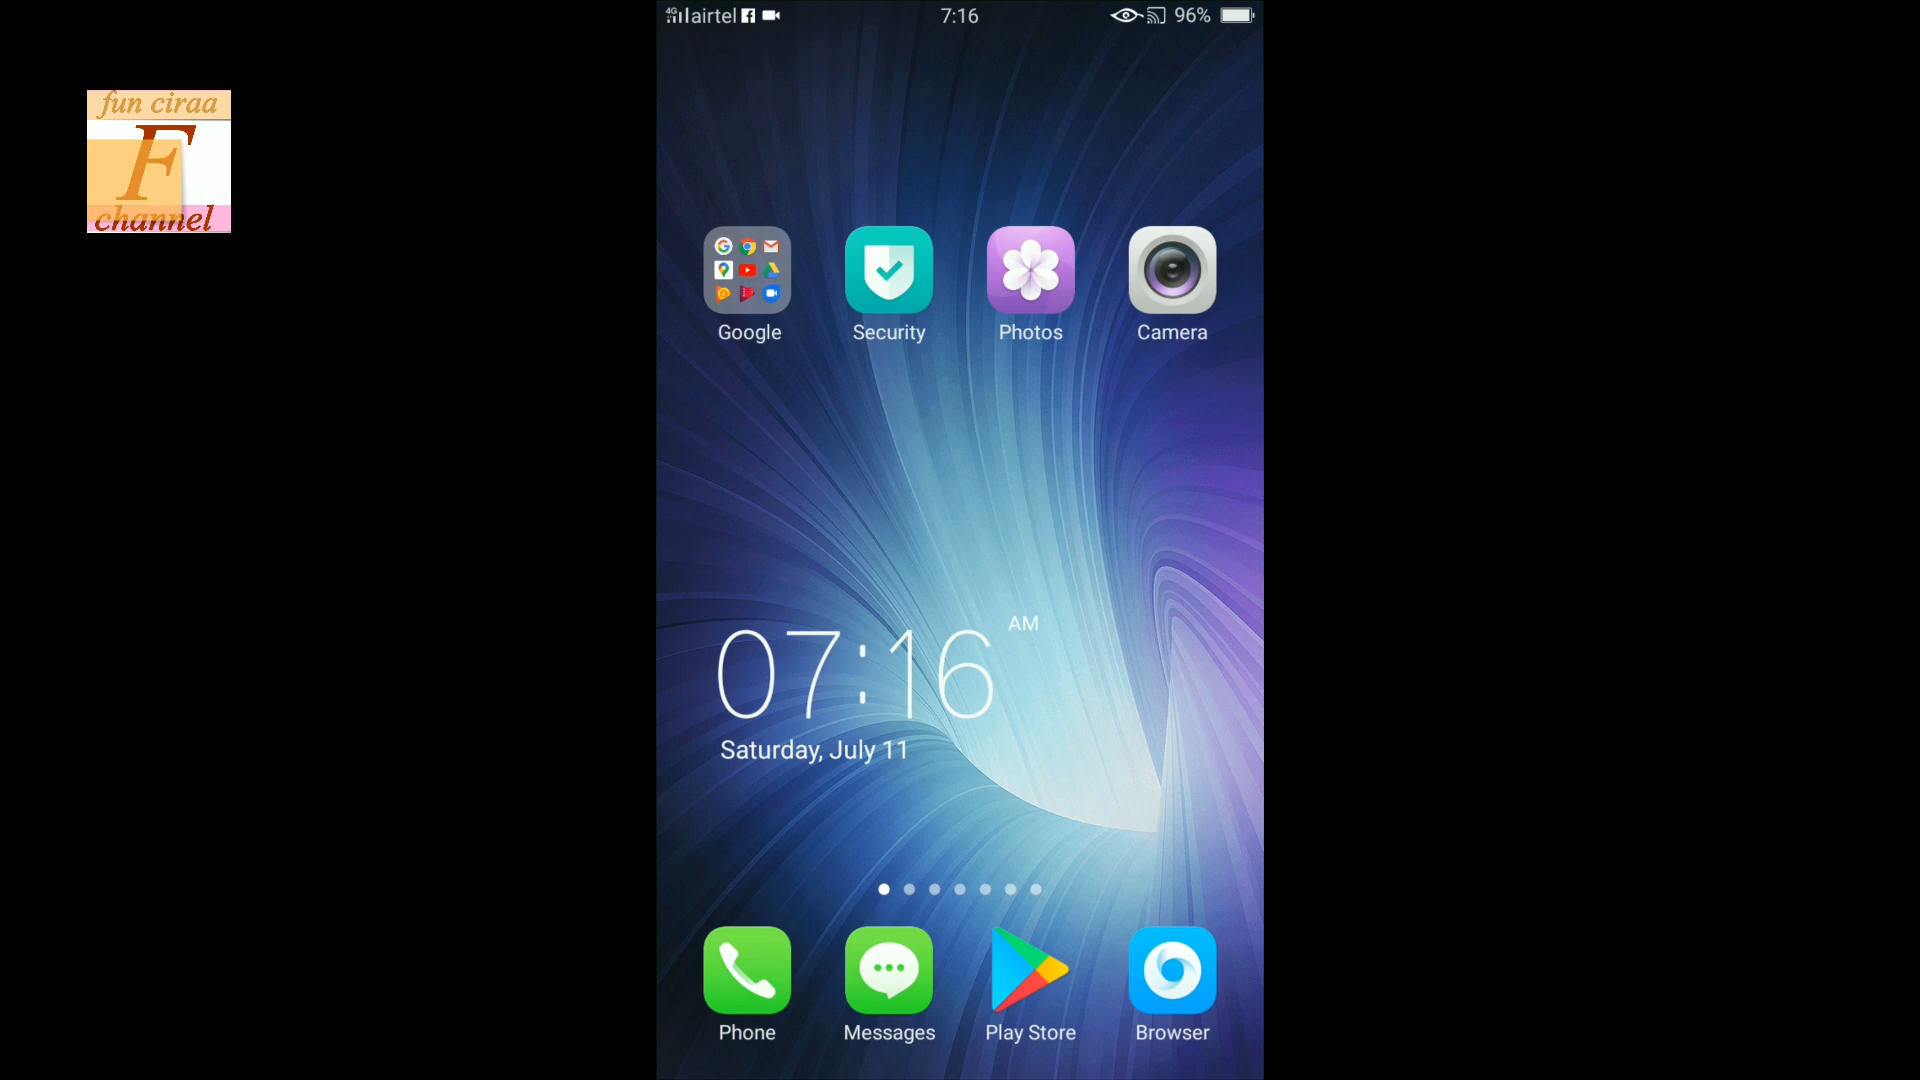 4G airtel 7:16 96%
fun ciraa
F
channel
Google Security Photos Camera
07:16 AM
Saturday, July 11
Phone Messages Play Store Browser